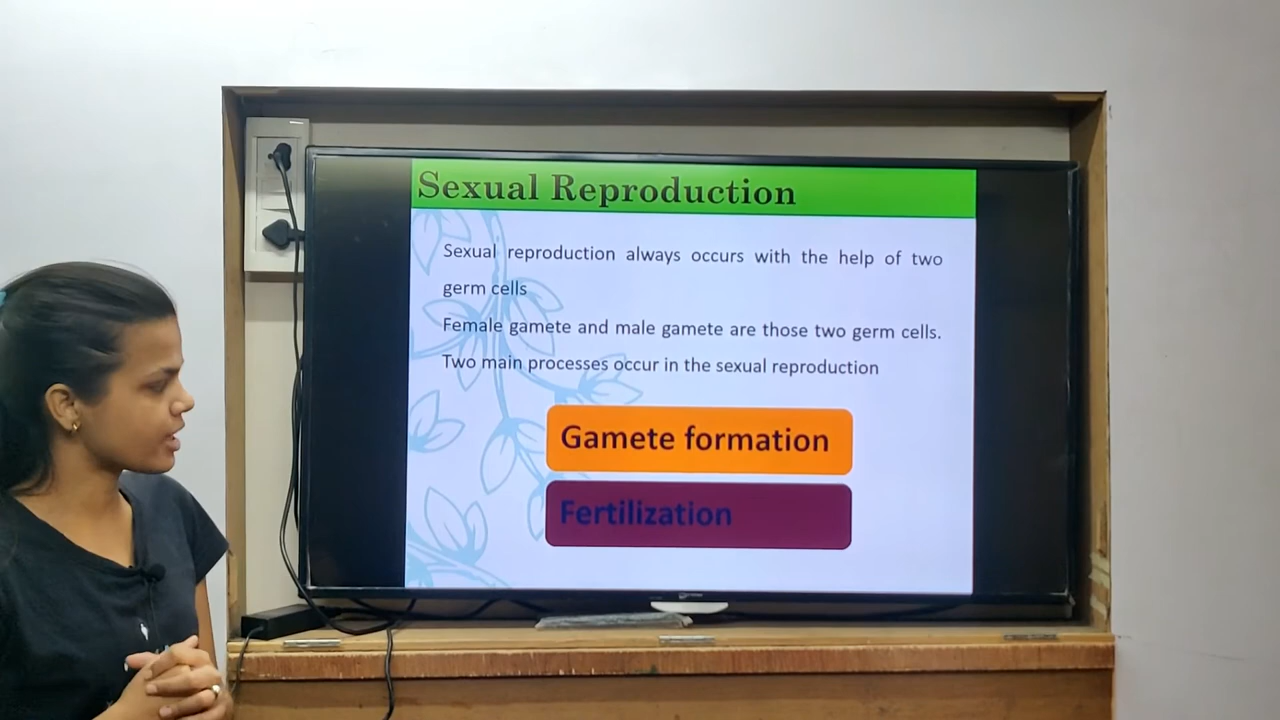 Sexual Reproduction
Sexual reproduction always occurs with the help of two
germ cells
Female gamete and male gamete are those two germ cells.
Two main processes occur in the sexual reproduction
Gamete formation
Fertilization